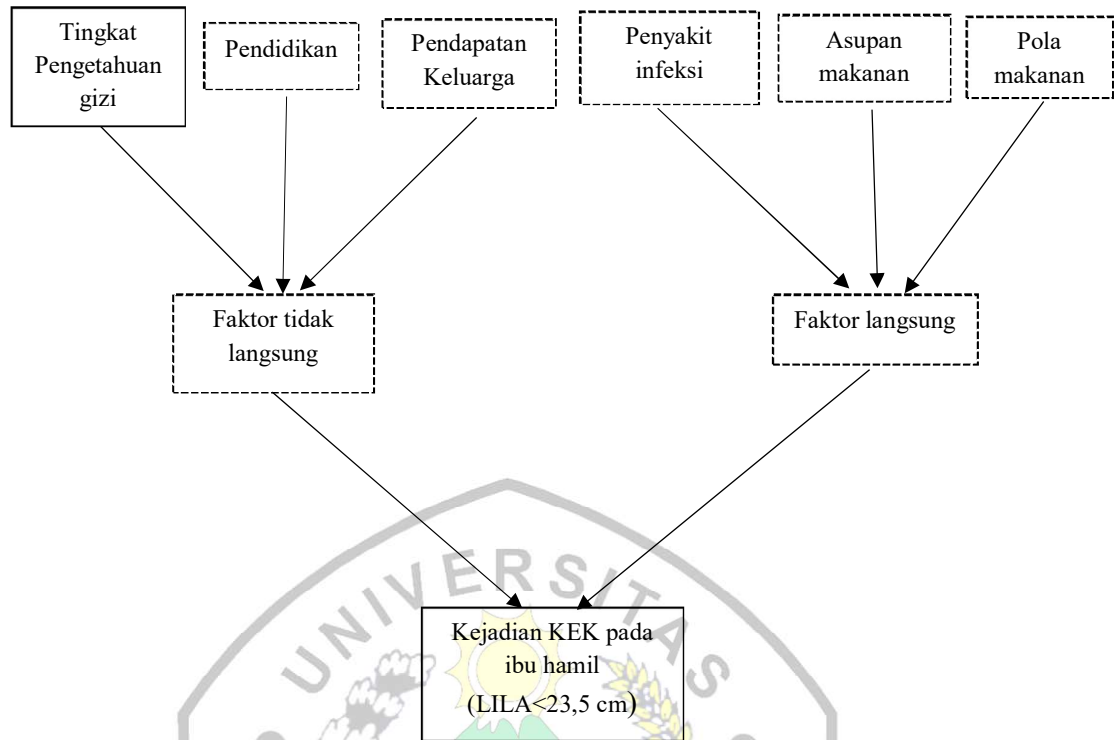 Tingkat
Pengetahuan
gizi
Pendidikan
Pendapatan
Keluarga
Penyakit
infeksi
Asupan
makanan
Pola
makanan
Faktor tidak
langsung
Faktor langsung
UNIVERSITAS
Kejadian KEK pada
ibu hamil
(LILA<23,5 cm)